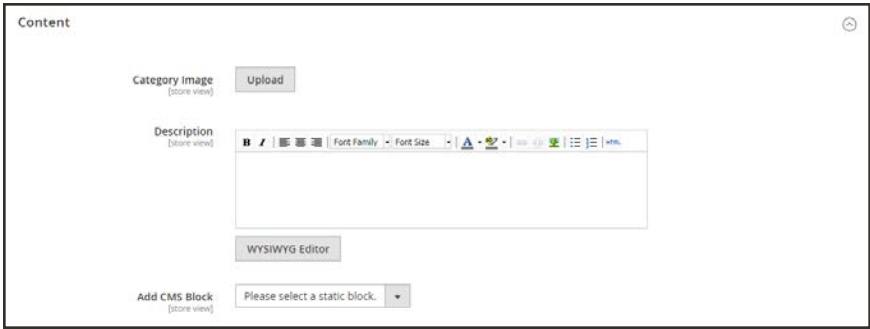 Content
Category Image
[store view]
Upload
Description
[store view]
B I Font Family Font Size A HTML
WYSIWYG Editor
Add CMS Block
[store view]
Please select a static block.